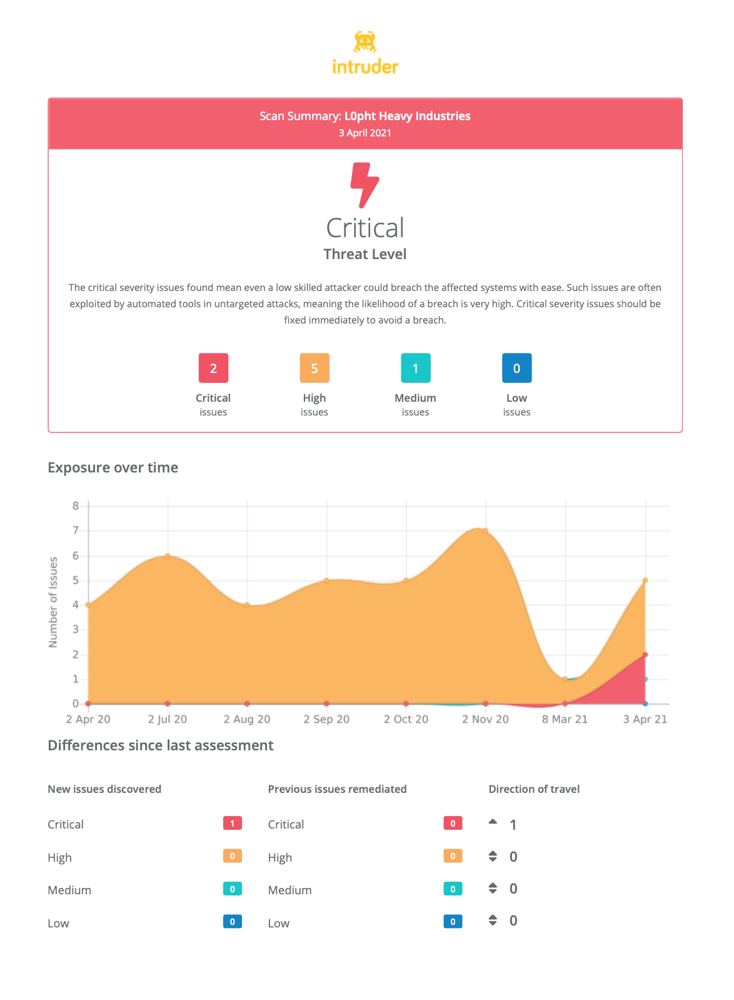 intruder
Scan Summary: L0pht Heavy Industries
3 April 2021
Critical
Threat Level
The critical severity issues found mean even a low skilled attacker could breach the affected systems with ease. Such issues are often
exploited by automated tools in untargeted attacks, meaning the likelihood of a breach is very high. Critical severity issues should be
fixed immediately to avoid a breach.
2 5 1 0
Critical High Medium Low
issues issues issues issues
Exposure over time
8
7
6
5
4
3
2
1
0
Number of Issues
2 Apr 20 2 Jul 20 2 Aug 20 2 Sep 20 2 Oct 20 2 Nov 20 8 Mar 21 3 Apr 21
Differences since last assessment
New issues discovered Previous issues remediated Direction of travel
Critical 1 Critical 0 1
High 0 High 0 0
Medium 0 Medium 0 0
Low 0 Low 0 0